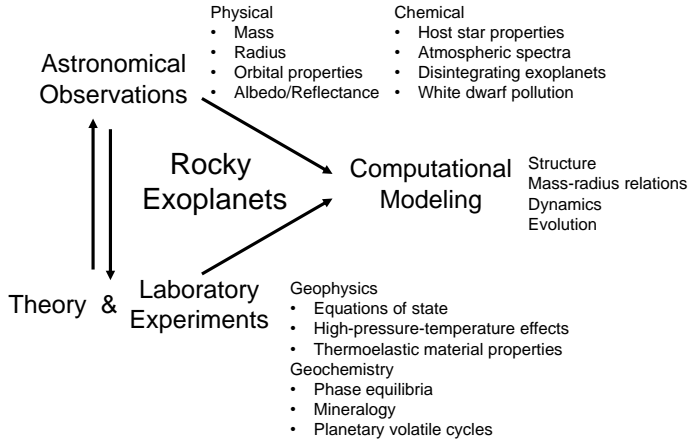 Physical
• Mass
• Radius
• Orbital properties
• Albedo/Reflectance
Chemical
• Host star properties
• Atmospheric spectra
• Disintegrating exoplanets
• White dwarf pollution
Astronomical
Observations
Rocky
Exoplanets
Computational
Modeling
Structure
Mass-radius relations
Dynamics
Evolution
Theory & Laboratory
Experiments
Geophysics
• Equations of state
• High-pressure-temperature effects
• Thermoelastic material properties
Geochemistry
• Phase equilibria
• Mineralogy
• Planetary volatile cycles